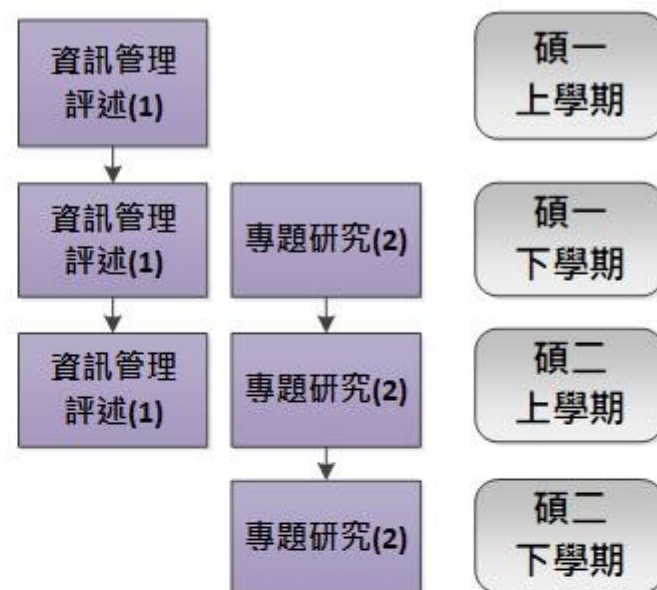 資訊管理
評述(1)
碩一
上學期
資訊管理
評述(1)
專題研究(2)
碩一
下學期
資訊管理
評述(1)
專題研究(2)
碩二
上學期
專題研究(2)
碩二
下學期